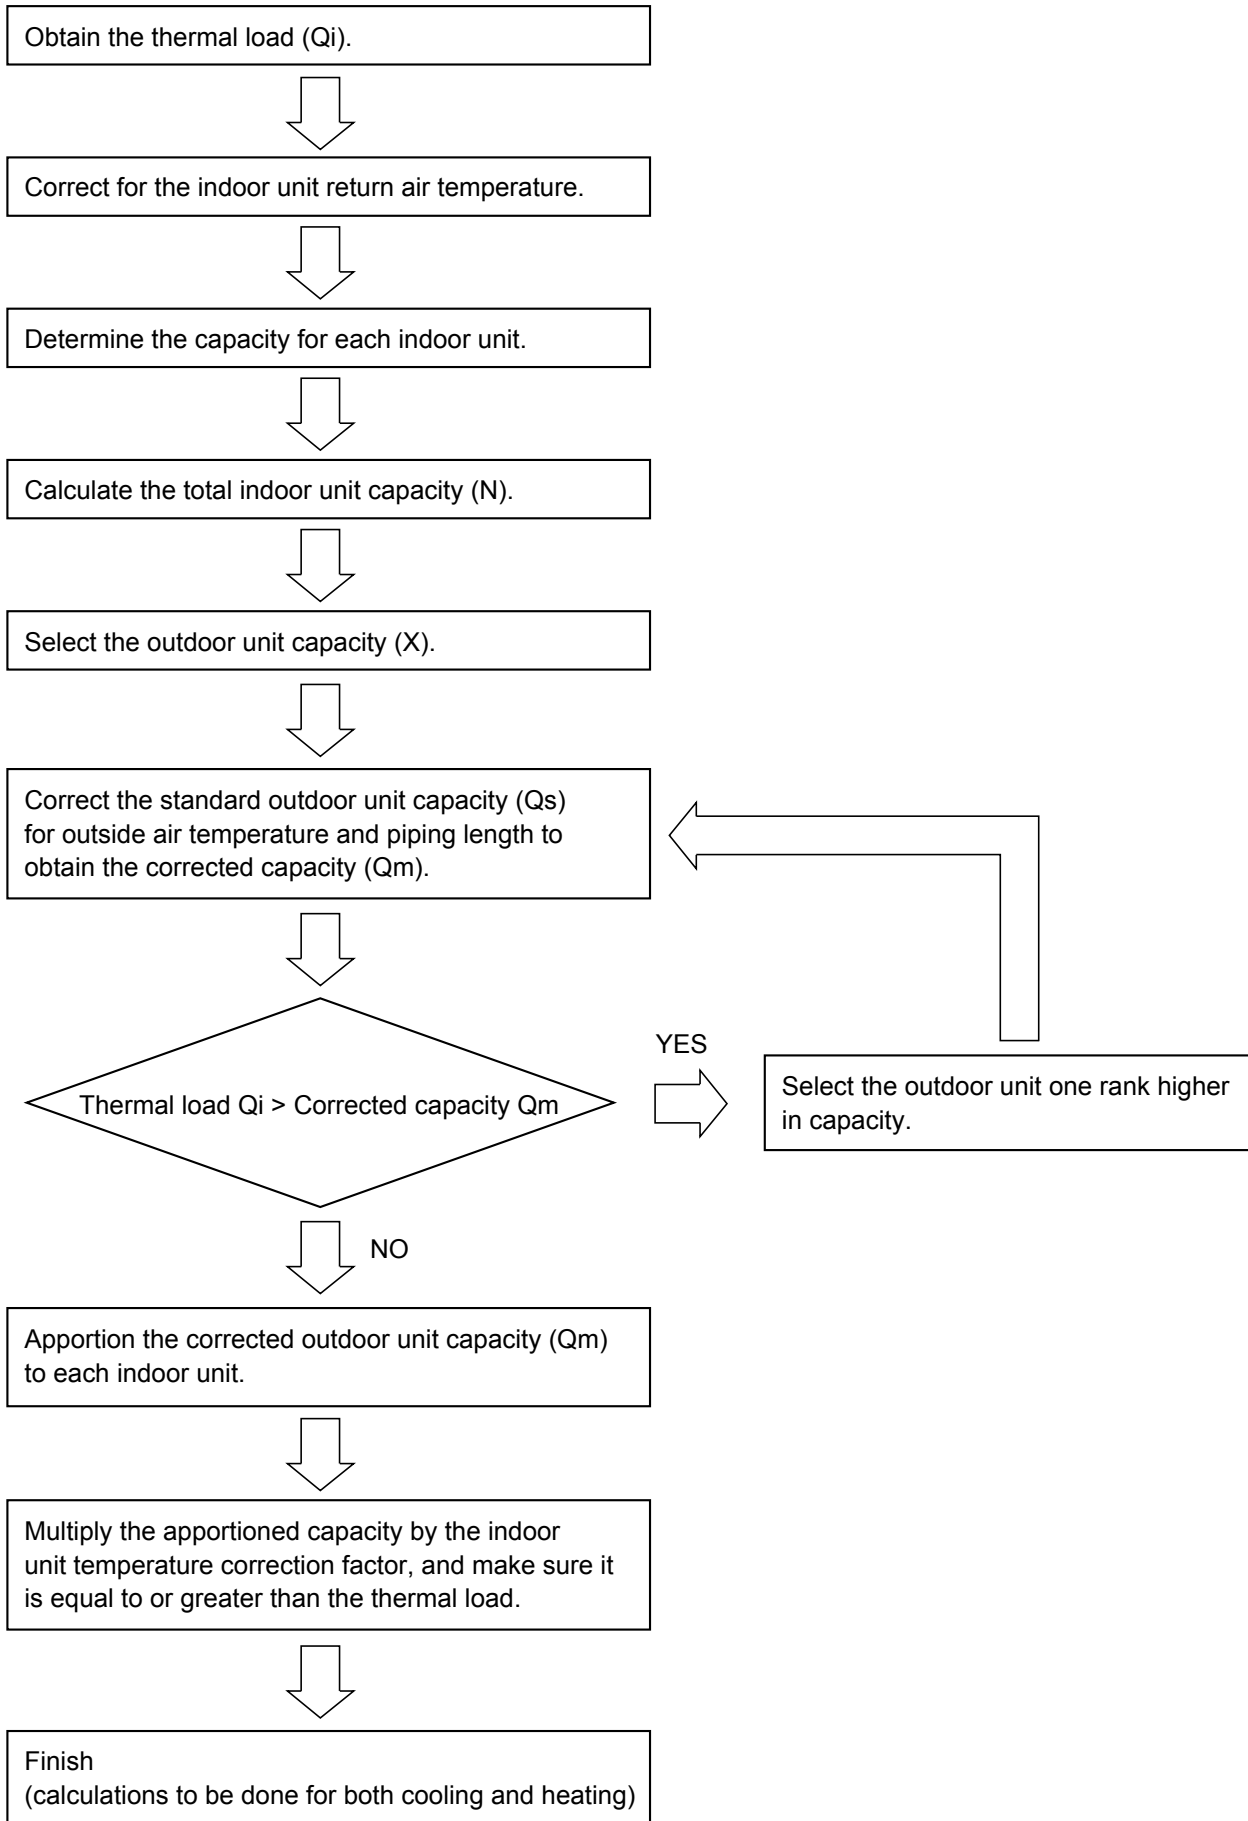 Obtain the thermal load (Qi).
Correct for the indoor unit return air temperature.
Determine the capacity for each indoor unit.
Calculate the total indoor unit capacity (N).
Select the outdoor unit capacity (X).
Correct the standard outdoor unit capacity (Qs)
for outside air temperature and piping length to
obtain the corrected capacity (Qm).
Thermal load Qi > Corrected capacity Qm
YES
Select the outdoor unit one rank higher
in capacity.
NO
Apportion the corrected outdoor unit capacity (Qm)
to each indoor unit.
Multiply the apportioned capacity by the indoor
unit temperature correction factor, and make sure it
is equal to or greater than the thermal load.
Finish
(calculations to be done for both cooling and heating)